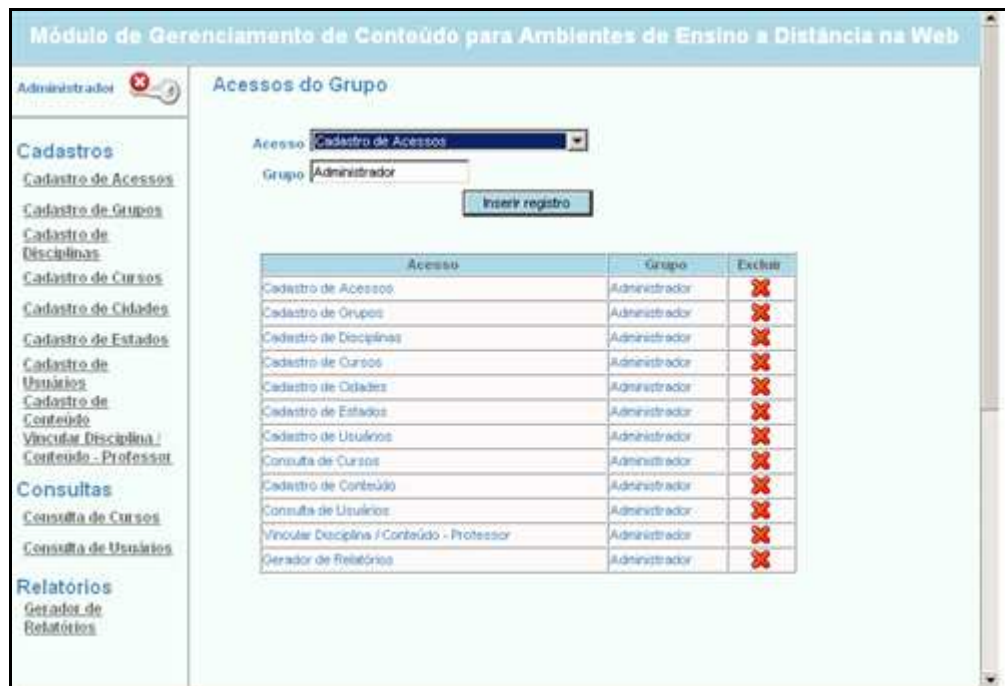 Módulo de Gerenciamento de Conteúdo para Ambientes de Ensino a Distância na Web
Administrador
Cadastros
Cadastro de Acessos
Cadastro de Grupos
Cadastro de
Disciplinas
Cadastro de Cursos
Cadastro de Cidades
Cadastro de Estados
Cadastro de
Usuários
Cadastro de
Conteúdo
Vincular Disciplina /
Conteúdo - Professor
Consultas
Consulta de Cursos
Consulta de Usuários
Relatórios
Gerador de
Relatórios
Acessos do Grupo
Acesso Cadastro de Acessos
Grupo Administrador
Inserir registro
Acesso Grupo Excluir
Cadastro de Acessos Administrador
Cadastro de Grupos Administrador
Cadastro de Disciplinas Administrador
Cadastro de Cursos Administrador
Cadastro de Cidades Administrador
Cadastro de Estados Administrador
Cadastro de Usuários Administrador
Consulta de Cursos Administrador
Cadastro de Conteúdo Administrador
Consulta de Usuários Administrador
Vincular Disciplina / Conteúdo - Professor Administrador
Gerador de Relatórios Administrador